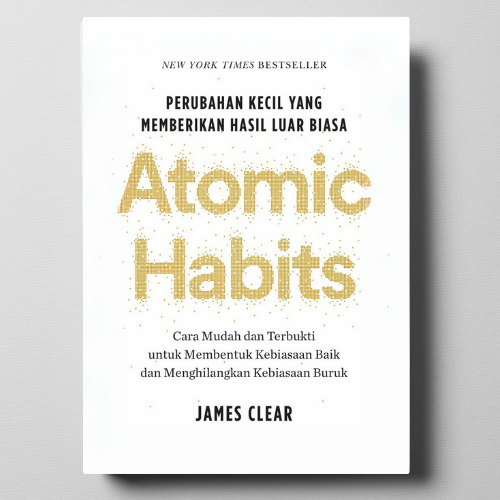 NEW YORK TIMES BESTSELLER
PERUBAHAN KECIL YANG
MEMBERIKAN HASIL LUAR BIASA
Atomic
Habits
Cara Mudah dan Terbukti
untuk Membentuk Kebiasaan Baik
dan Menghilangkan Kebiasaan Buruk
JAMES CLEAR